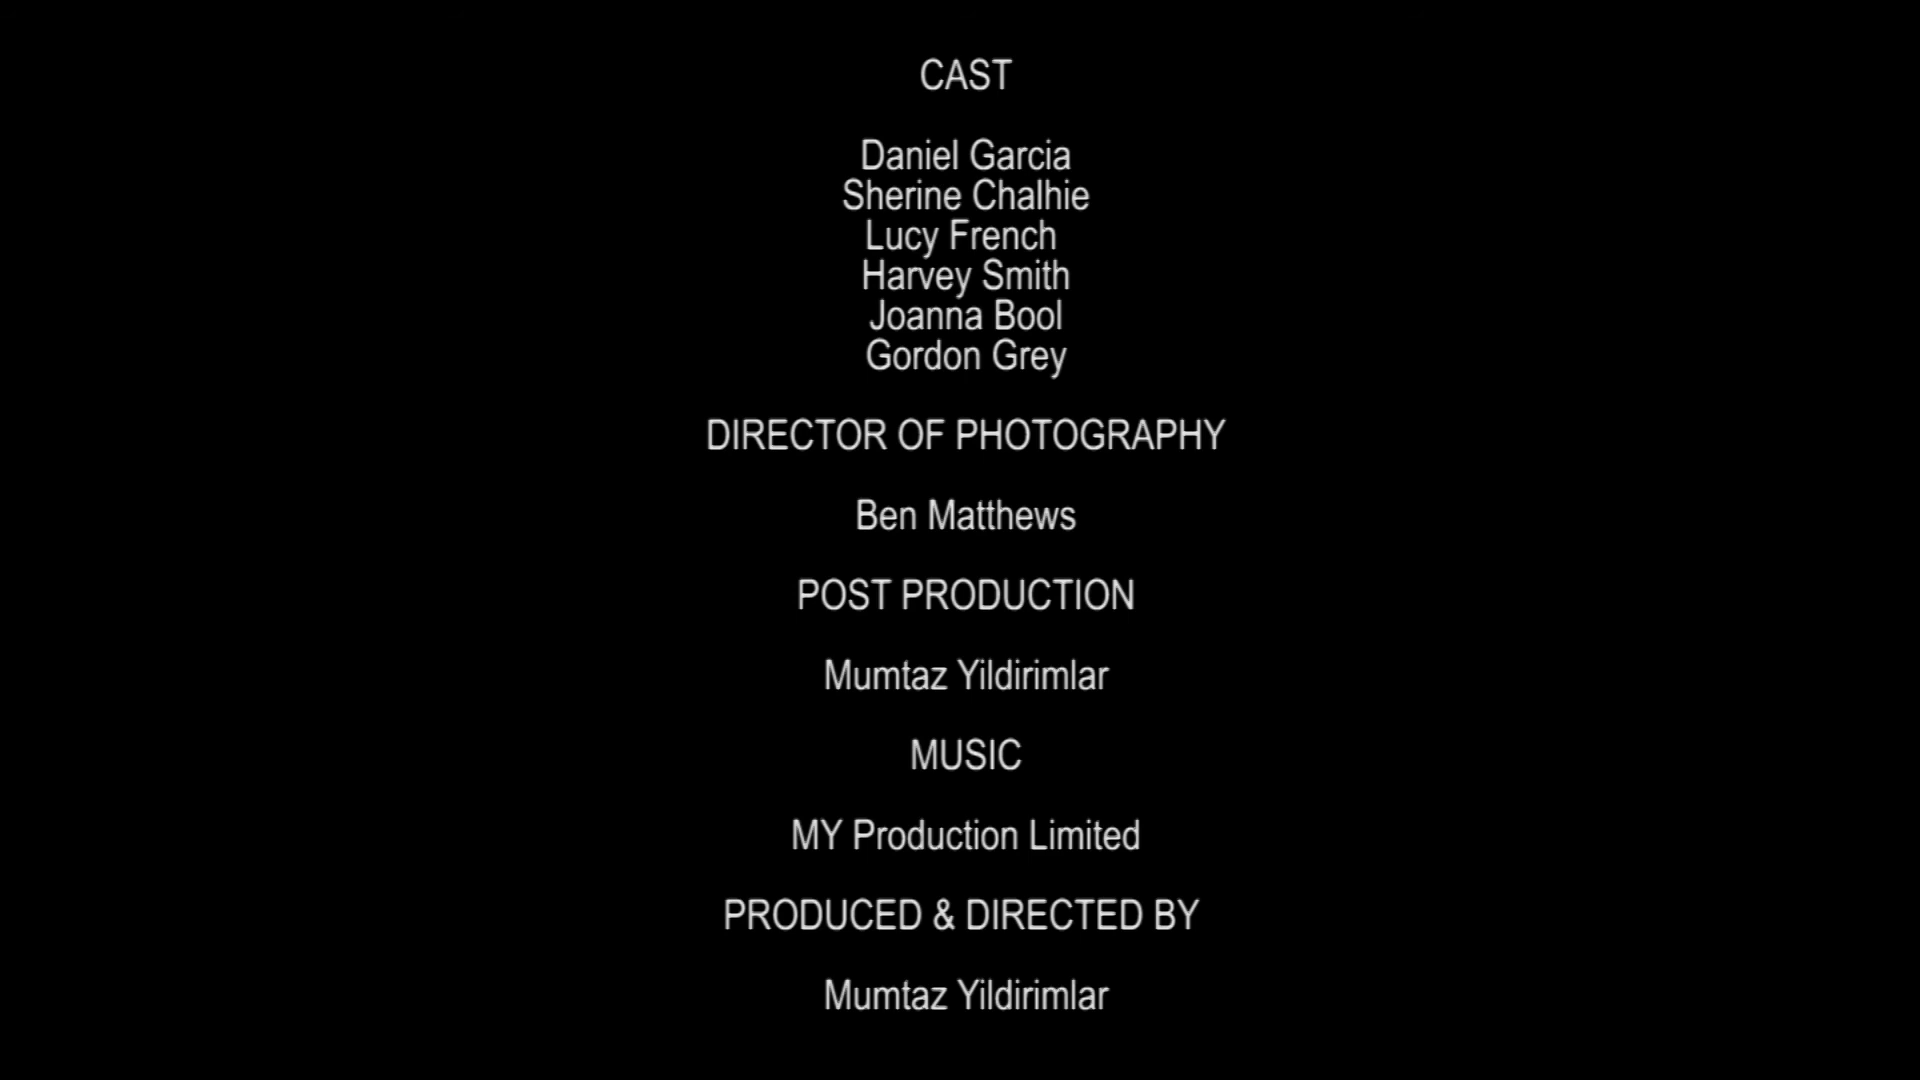 CAST
Daniel Garcia
Sherine Chalhie
Lucy French
Harvey Smith
Joanna Bool
Gordon Grey
DIRECTOR OF PHOTOGRAPHY
Ben Matthews
POST PRODUCTION
Mumtaz Yildirimlar
MUSIC
MY Production Limited
PRODUCED & DIRECTED BY
Mumtaz Yildirimlar